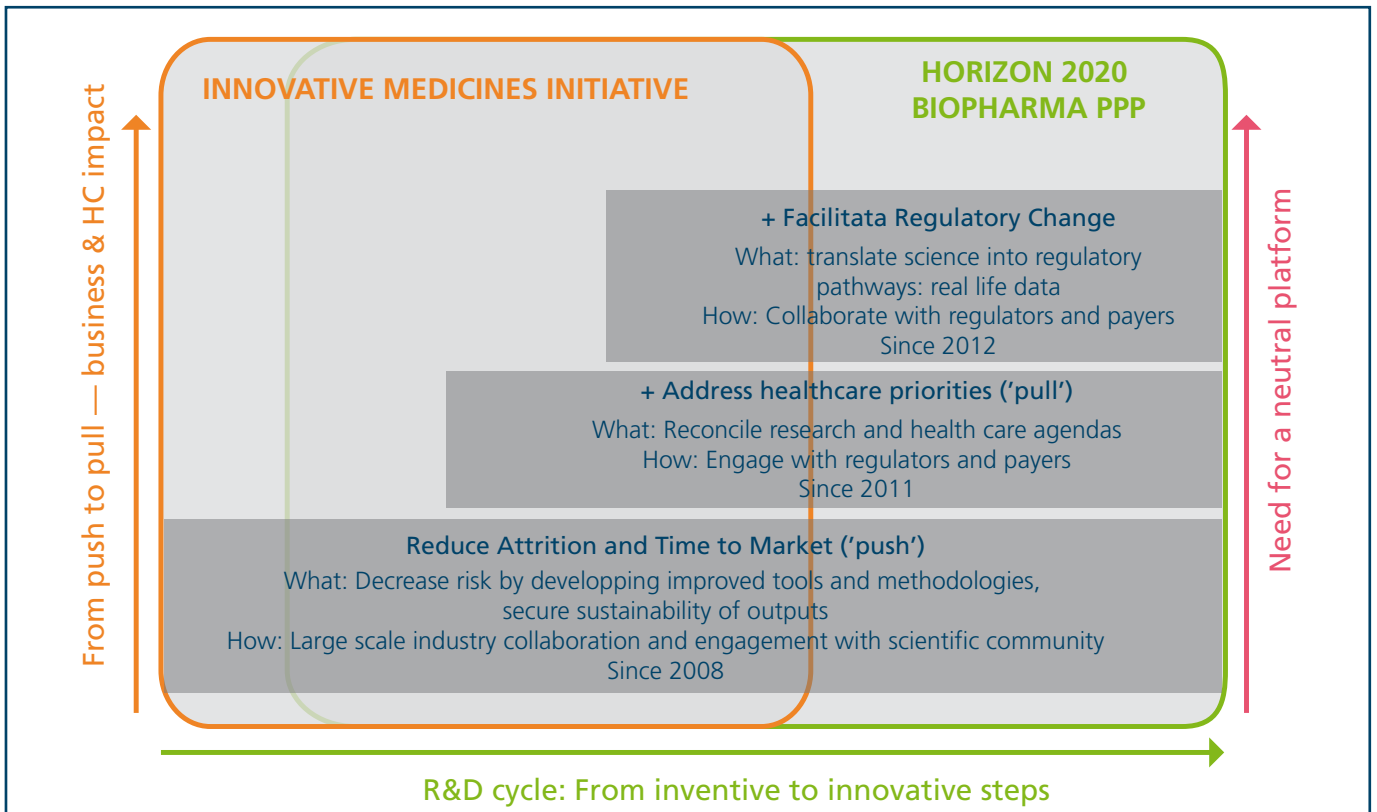 INNOVATIVE MEDICINES INITIATIVE
HORIZON 2020
BIOPHARMA PPP
From push to pull — business & HC impact
Need for a neutral platform
+ Facilitata Regulatory Change
What: translate science into regulatory
pathways: real life data
How: Collaborate with regulators and payers
Since 2012
+ Address healthcare priorities ('pull')
What: Reconcile research and health care agendas
How: Engage with regulators and payers
Since 2011
Reduce Attrition and Time to Market ('push')
What: Decrease risk by developping improved tools and methodologies,
secure sustainability of outputs
How: Large scale industry collaboration and engagement with scientific community
Since 2008
R&D cycle: From inventive to innovative steps